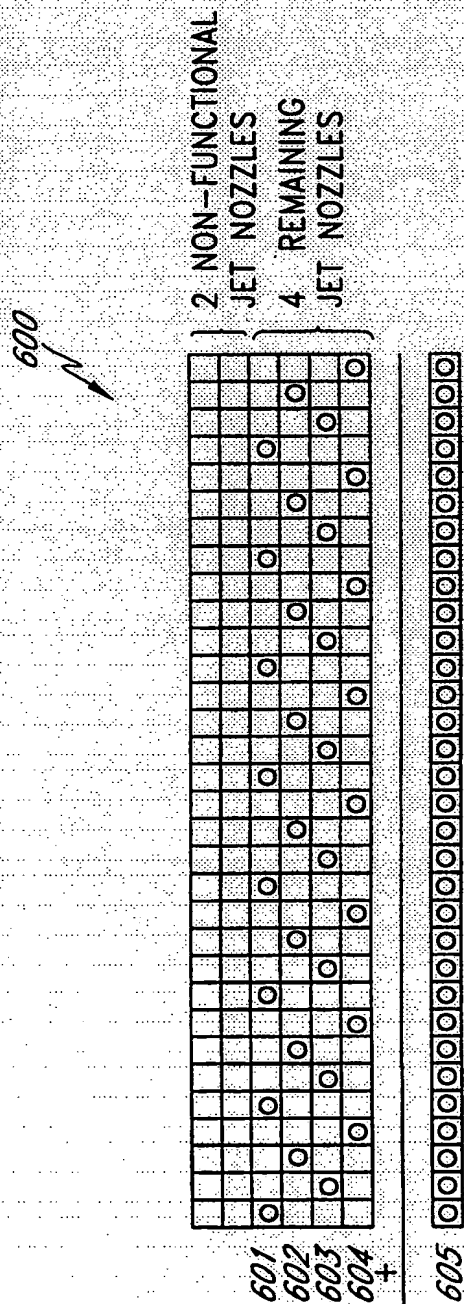 600
2 NON-FUNCTIONAL
JET NOZZLES
4 REMAINING
JET NOZZLES
601
602
603
604
+
605